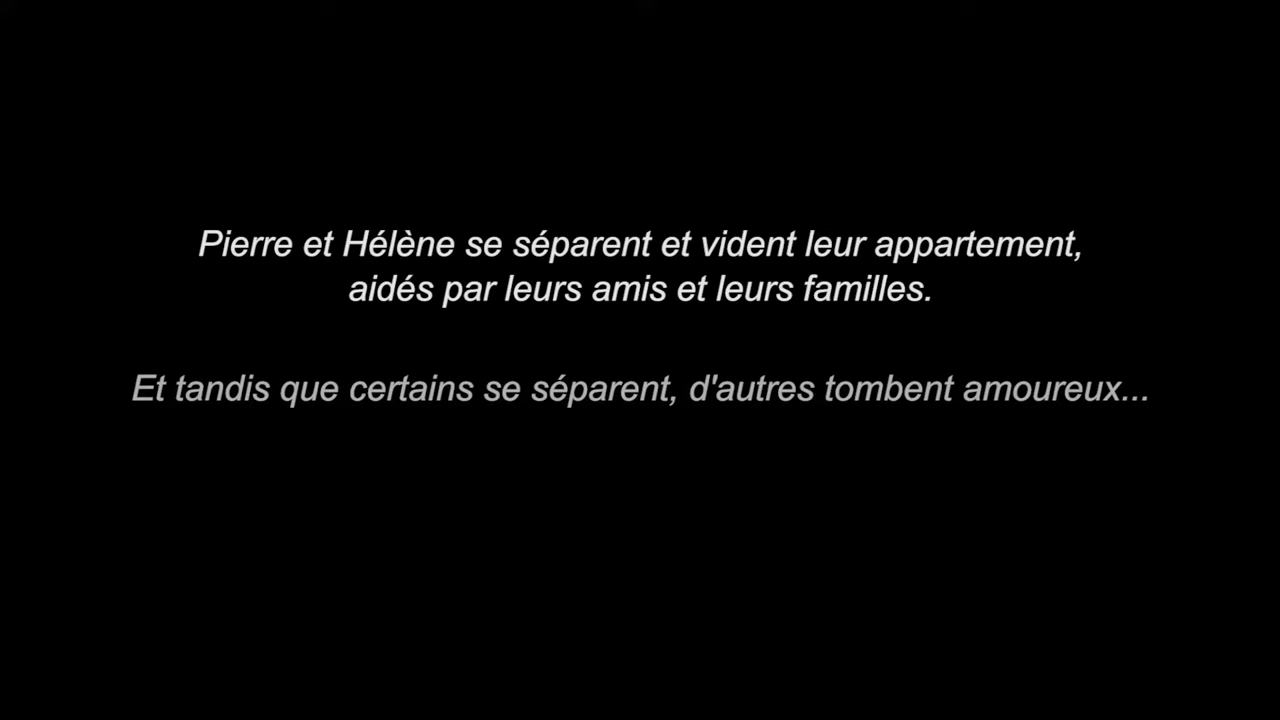 Pierre et Hélène se séparent et vident leur appartement,
aidés par leurs amis et leurs familles.
Et tandis que certains se séparent, d'autres tombent amoureux...